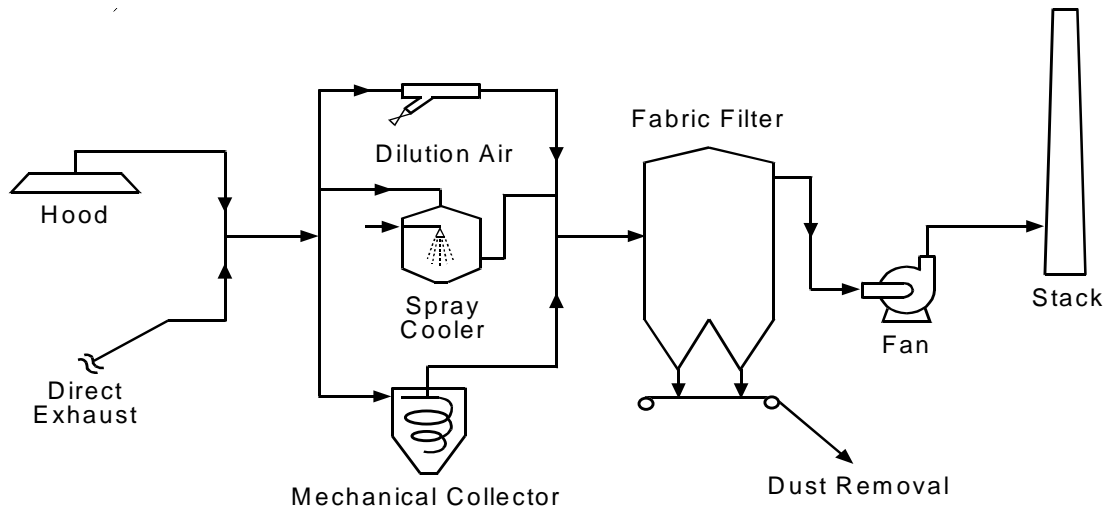 Fabric Filter
Dilution Air
Hood
Spray
Cooler
Stack
Fan
Direct
Exhaust
Dust Removal
Mechanical Collector